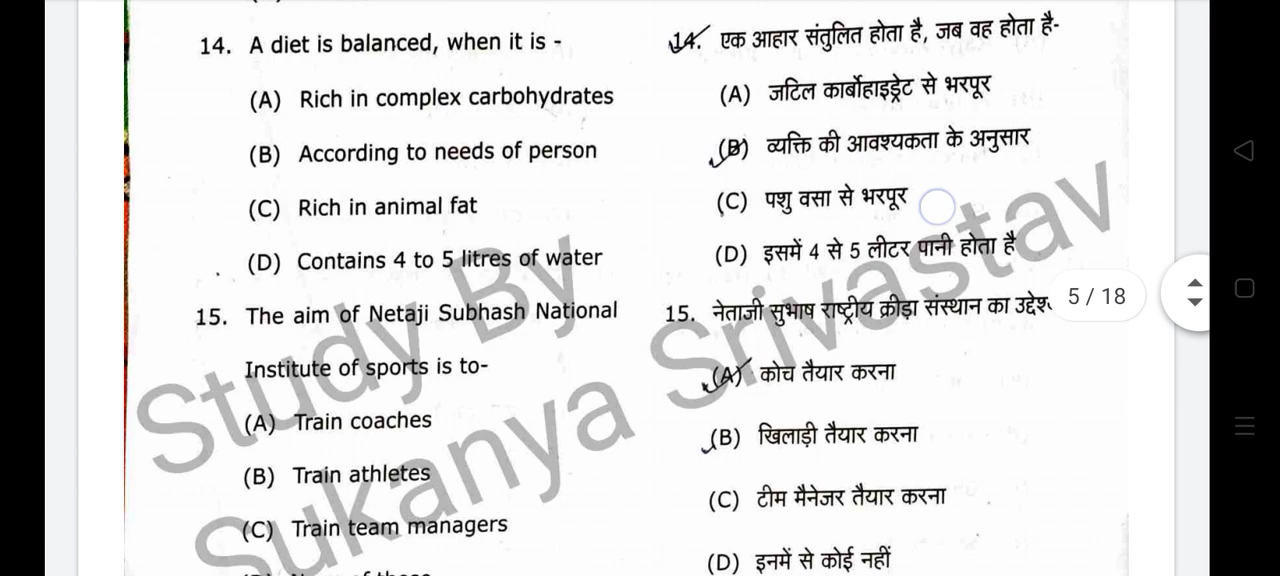 14. A diet is balanced, when it is -
(A) Rich in complex carbohydrates
(B) According to needs of person
(C) Rich in animal fat
(D) Contains 4 to 5 litres of water
15. The aim of Netaji Subhash National
Institute of sports is to-
(A) Train coaches
(B) Train athletes
(C) Train team managers
14. एक आहार संतुलित होता है, जब वह होता है-
(A) जटिल कार्बोहाइड्रेट से भरपूर
(B) व्यक्ति की आवश्यकता के अनुसार
(C) पशु वसा से भरपूर
(D) इसमें 4 से 5 लीटर पानी होता है
15. नेताजी सुभाष राष्ट्रीय क्रीड़ा संस्थान का
(A) कोच तैयार करना
(B) खिलाड़ी तैयार करना
(C) टीम मैनेजर तैयार करना
(D) इनमें से कोई नहीं
5 / 18
Study By
Sukanya Srivastav